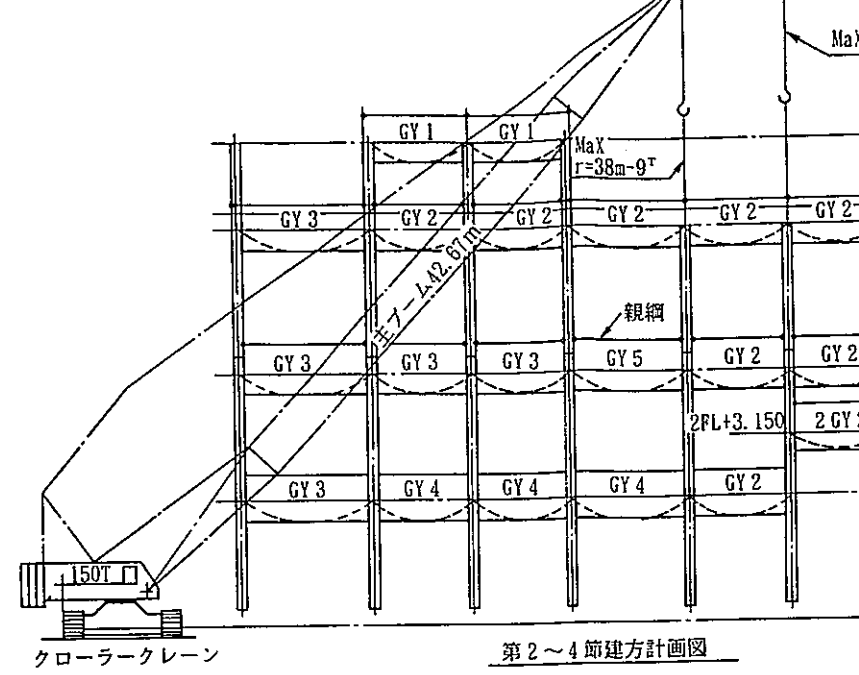 MaX
GY 1 GY 1
MaX
r=38m-9ᵀ
GY 3 GY 2 GY 2 GY 2 GY 2 GY 2
主ブーム42.67m
親綱
GY 3 GY 3 GY 3 GY 5 GY 2 GY 2
2FL+3.150 2 GY
GY 3 GY 4 GY 4 GY 4 GY 2
150T
クローラークレーン
第2～4節建方計画図